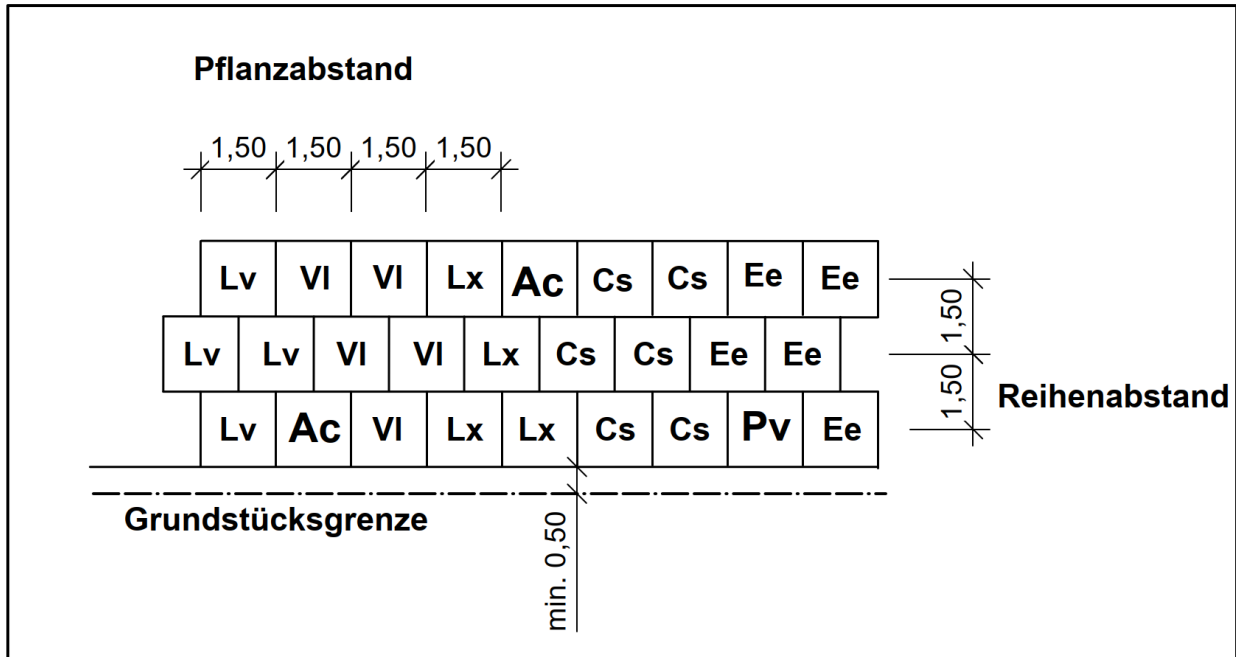 Pflanzabstand
1,50 1,50 1,50 1,50
Lv Vl Vl Lx Ac Cs Cs Ee Ee
Lv Lv Vl Vl Lx Cs Cs Ee Ee
Lv Ac Vl Lx Lx Cs Cs Pv Ee
1,50
1,50
Reihenabstand
Grundstücksgrenze
min. 0,50